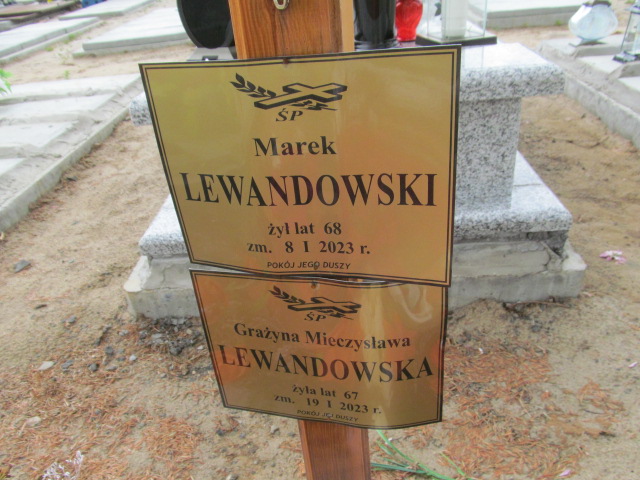 ŚP
Marek
LEWANDOWSKI
żył lat 68
zm. 8 I 2023 r.
POKÓJ JEGO DUSZY
ŚP
Grażyna Mieczysława
LEWANDOWSKA
żyła lat 67
zm. 19 I 2023 r.
POKÓJ JEJ DUSZY